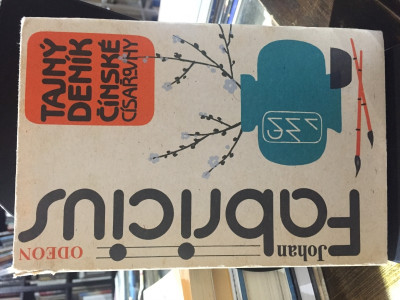 TAJNÝ
DENÍK
ČÍNSKÉ
CÍSAŘOVNY
Johan
Fabricius
ODEON